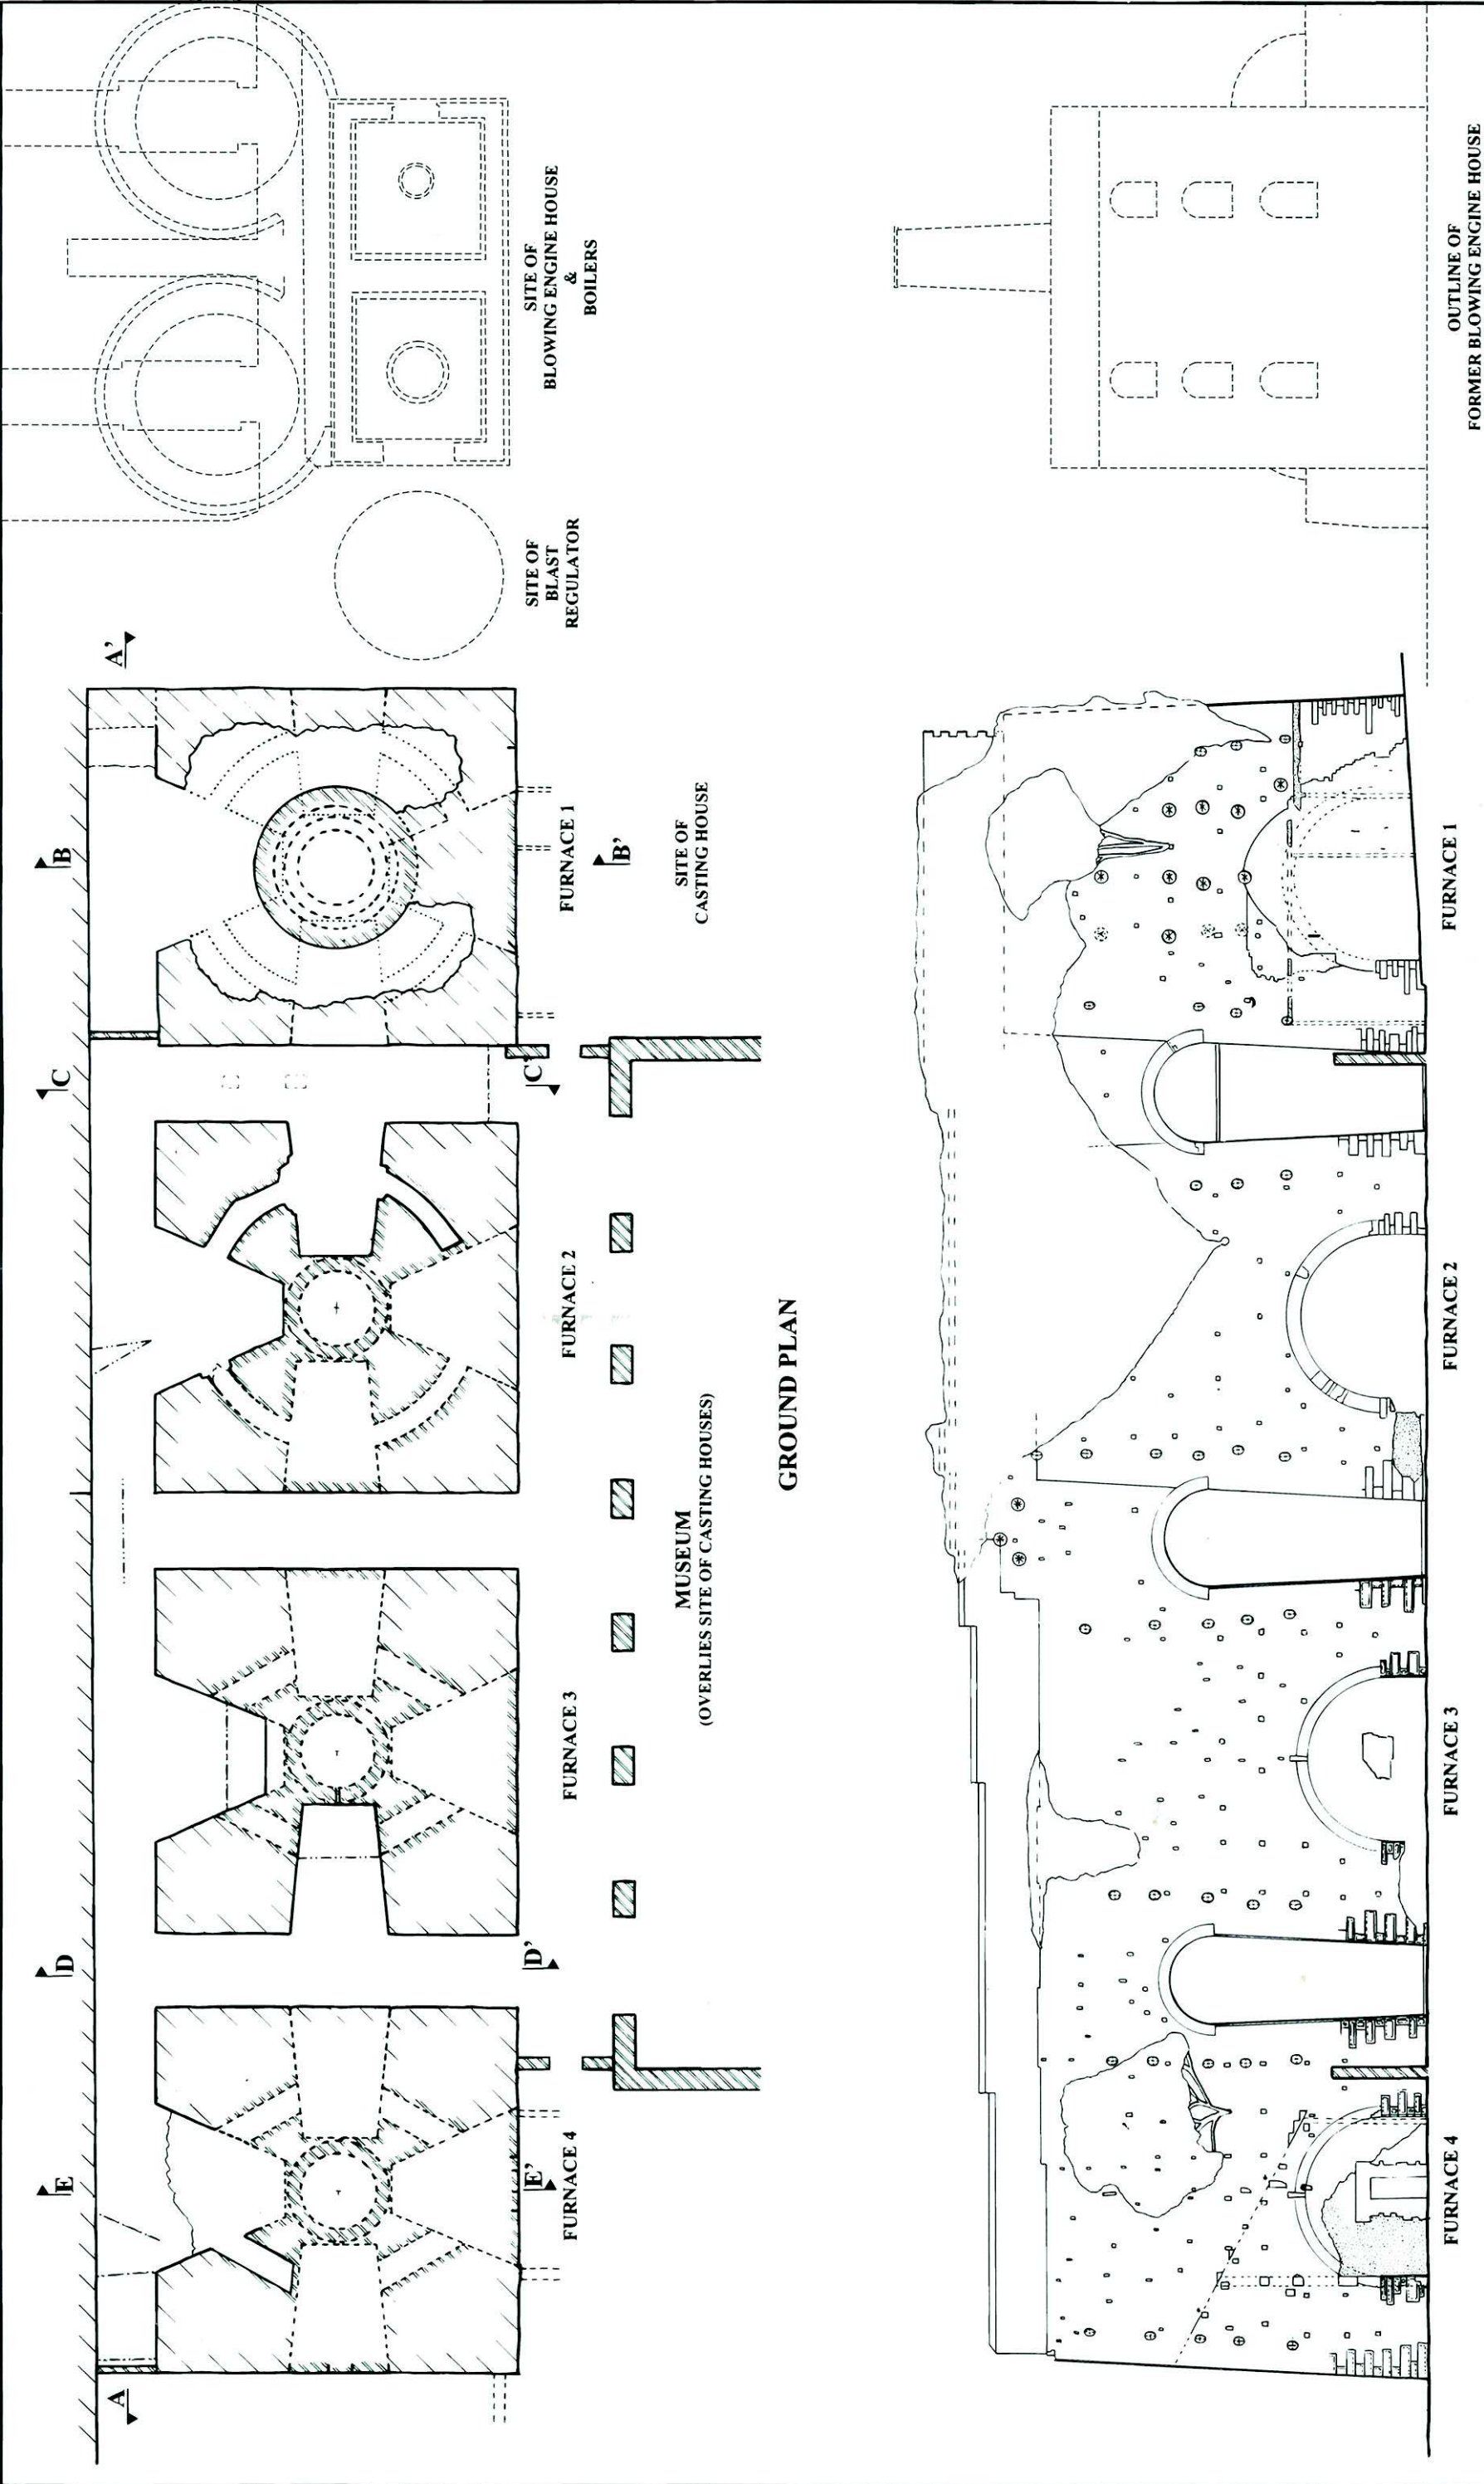 A
A'
B
B'
C
C'
D
D'
E
E'
FURNACE 4
FURNACE 3
FURNACE 2
FURNACE 1
SITE OF
BLAST
REGULATOR
SITE OF
BLOWING ENGINE HOUSE
&
BOILERS
MUSEUM
(OVERLIES SITE OF CASTING HOUSES)
SITE OF
CASTING HOUSE
GROUND PLAN
FURNACE 4
FURNACE 3
FURNACE 2
FURNACE 1
OUTLINE OF
FORMER BLOWING ENGINE HOUSE